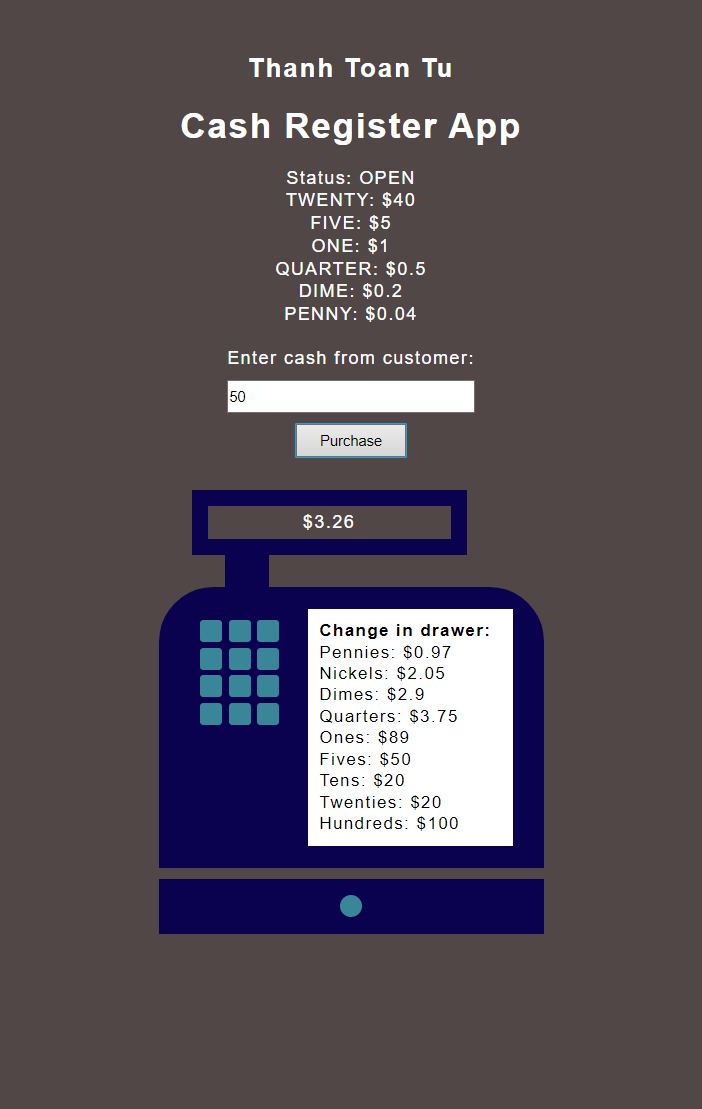 Thanh Toan Tu
Cash Register App
Status: OPEN
TWENTY: $40
FIVE: $5
ONE: $1
QUARTER: $0.5
DIME: $0.2
PENNY: $0.04
Enter cash from customer:
50
Purchase
$3.26
Change in drawer:
Pennies: $0.97
Nickels: $2.05
Dimes: $2.9
Quarters: $3.75
Ones: $89
Fives: $50
Tens: $20
Twenties: $20
Hundreds: $100